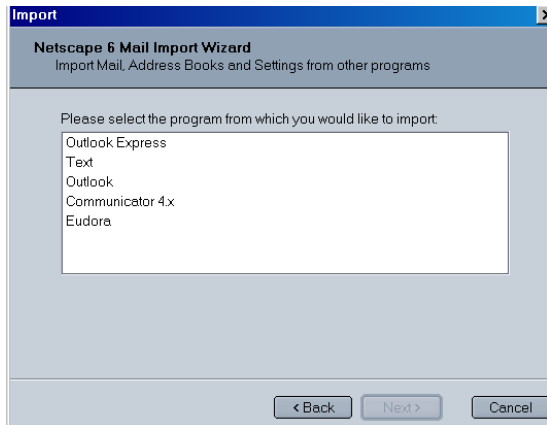 Import
Netscape 6 Mail Import Wizard
Import Mail, Address Books and Settings from other programs
Please select the program from which you would like to import:
Outlook Express
Text
Outlook
Communicator 4.x
Eudora
< Back Next > Cancel